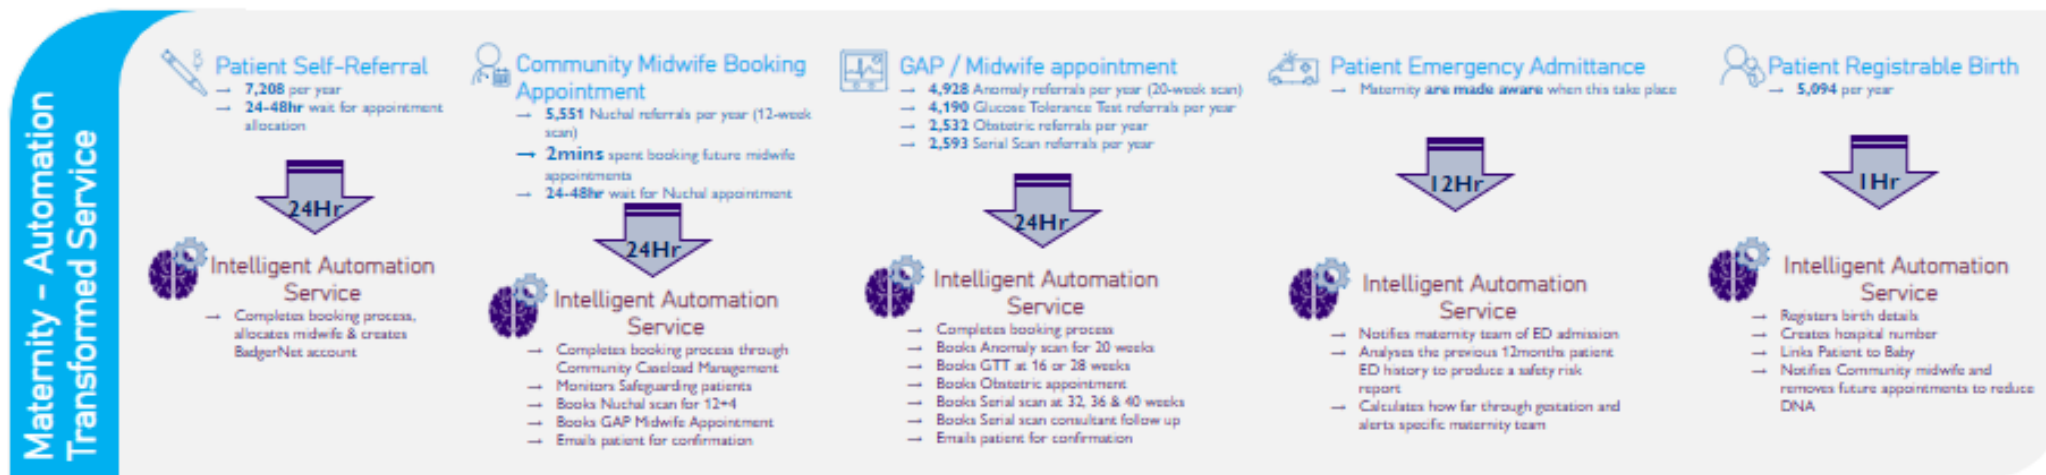 Maternity – Automation
Transformed Service
Patient Self-Referral
→ 7,208 per year
→ 24-48hr wait for appointment
allocation
24Hr
Intelligent Automation
Service
→ Completes booking process,
allocates midwife & creates
BadgerNet account
Community Midwife Booking
Appointment
→ 5,551 Nuchal referrals per year (12-week
scan)
→ 2mins spent booking future midwife
appointments
→ 24-48hr wait for Nuchal appointment
24Hr
Intelligent Automation
Service
→ Completes booking process through
Community Caseload Management
→ Monitors Safeguarding patients
→ Books Nuchal scan for 12+4
→ Books GAP Midwife Appointment
→ Emails patient for confirmation
GAP / Midwife appointment
→ 4,928 Anomaly referrals per year (20-week scan)
→ 4,190 Glucose Tolerance Test referrals per year
→ 2,532 Obstetric referrals per year
→ 2,593 Serial Scan referrals per year
24Hr
Intelligent Automation
Service
→ Completes booking process
→ Books Anomaly scan for 20 weeks
→ Books GTT at 16 or 28 weeks
→ Books Obstetric appointment
→ Books Serial scan at 32, 36 & 40 weeks
→ Books Serial scan consultant follow up
→ Emails patient for confirmation
Patient Emergency Admittance
→ Maternity are made aware when this take place
12Hr
Intelligent Automation
Service
→ Notifies maternity team of ED admission
→ Analyses the previous 12months patient
ED history to produce a safety risk
report
→ Calculates how far through gestation and
alerts specific maternity team
Patient Registrable Birth
→ 5,094 per year
1Hr
Intelligent Automation
Service
→ Registers birth details
→ Creates hospital number
→ Links Patient to Baby
→ Notifies Community midwife and
removes future appointments to reduce
DNA